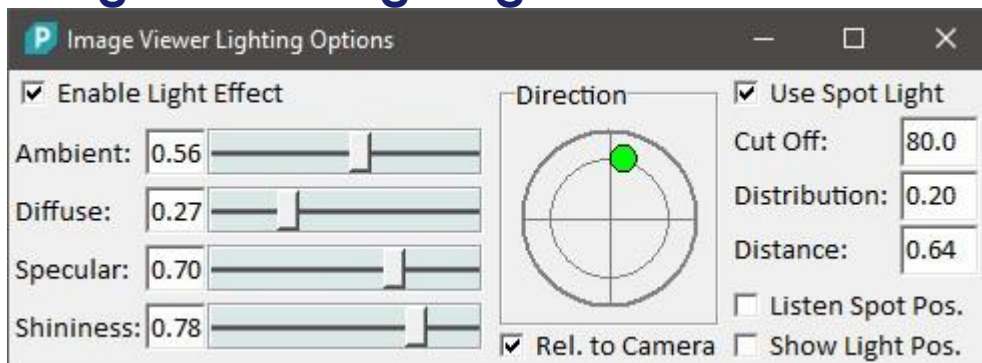 Image Viewer Lighting Options
Enable Light Effect
Ambient: 0.56
Diffuse: 0.27
Specular: 0.70
Shininess: 0.78
Direction
Rel. to Camera
Use Spot Light
Cut Off: 80.0
Distribution: 0.20
Distance: 0.64
Listen Spot Pos.
Show Light Pos.